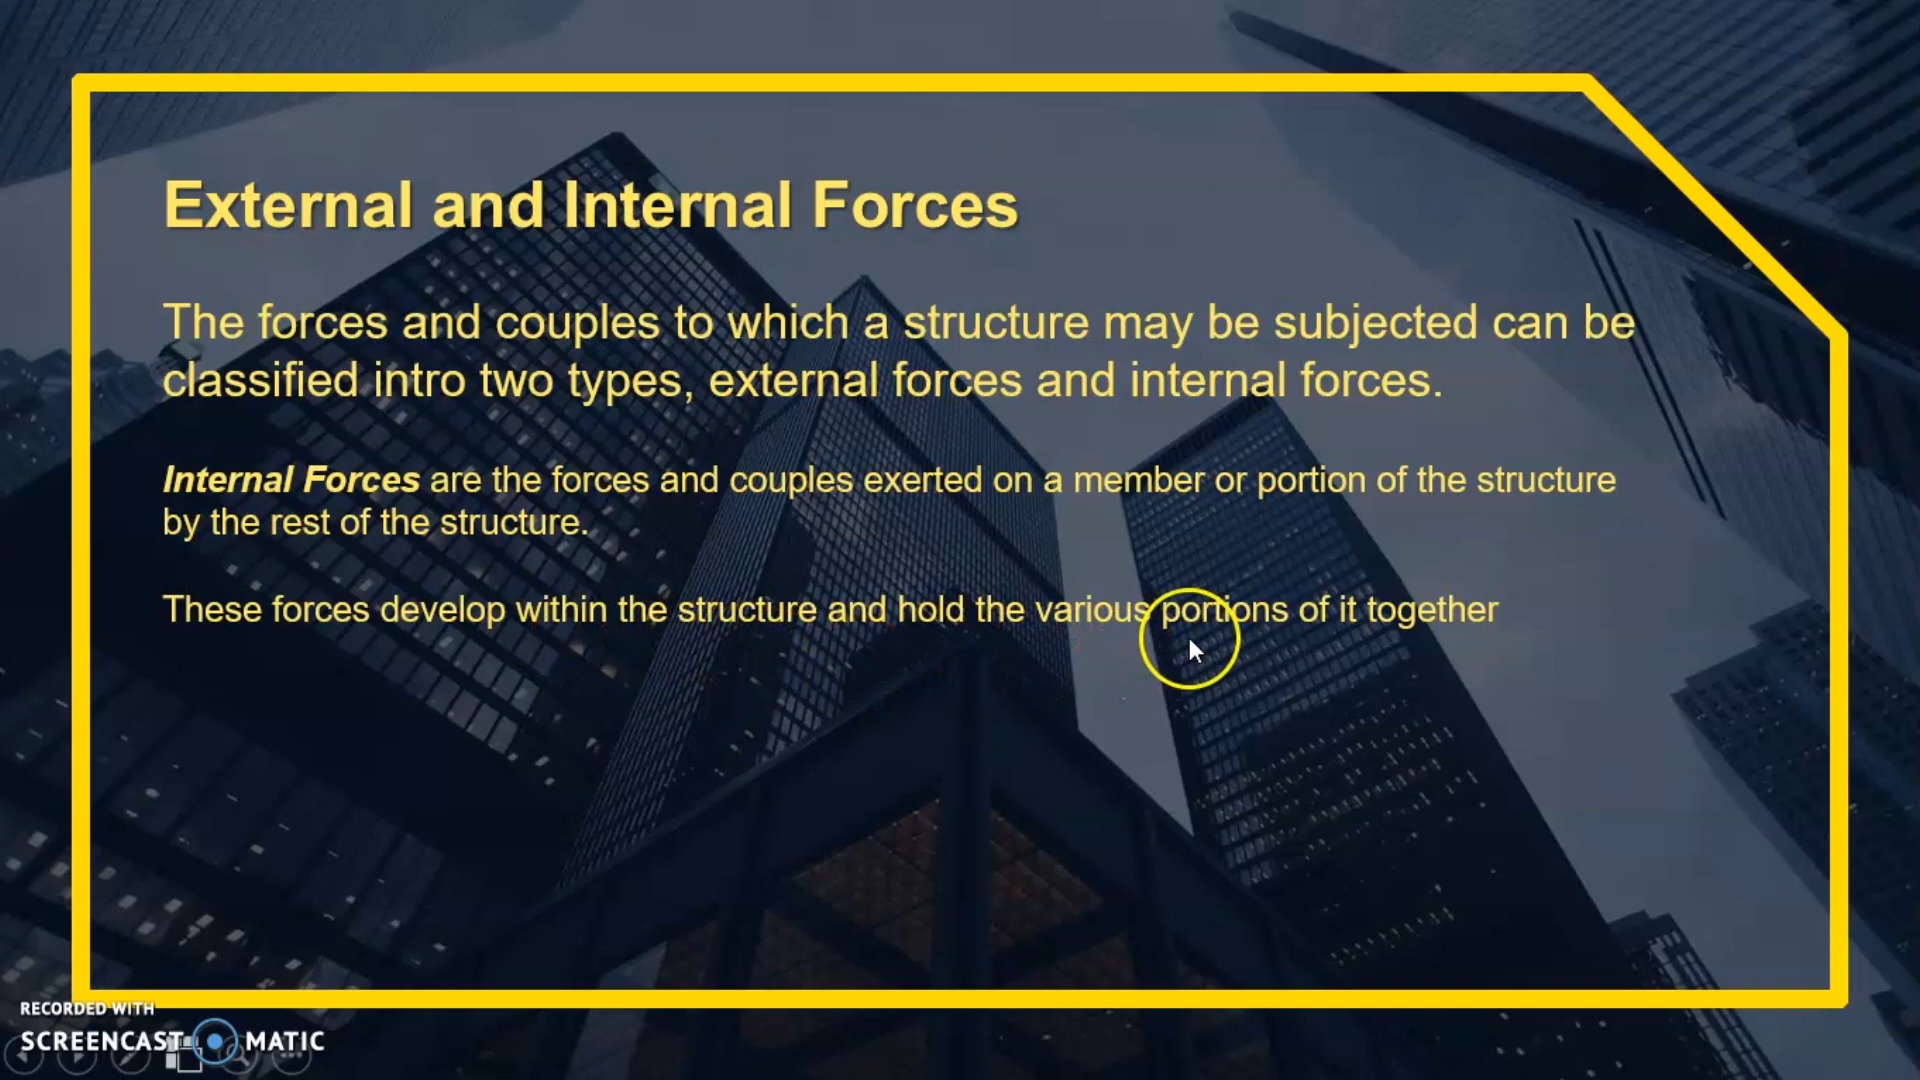 External and Internal Forces
The forces and couples to which a structure may be subjected can be
classified intro two types, external forces and internal forces.
Internal Forces are the forces and couples exerted on a member or portion of the structure
by the rest of the structure.
These forces develop within the structure and hold the various portions of it together
RECORDED WITH
SCREENCAST MATIC